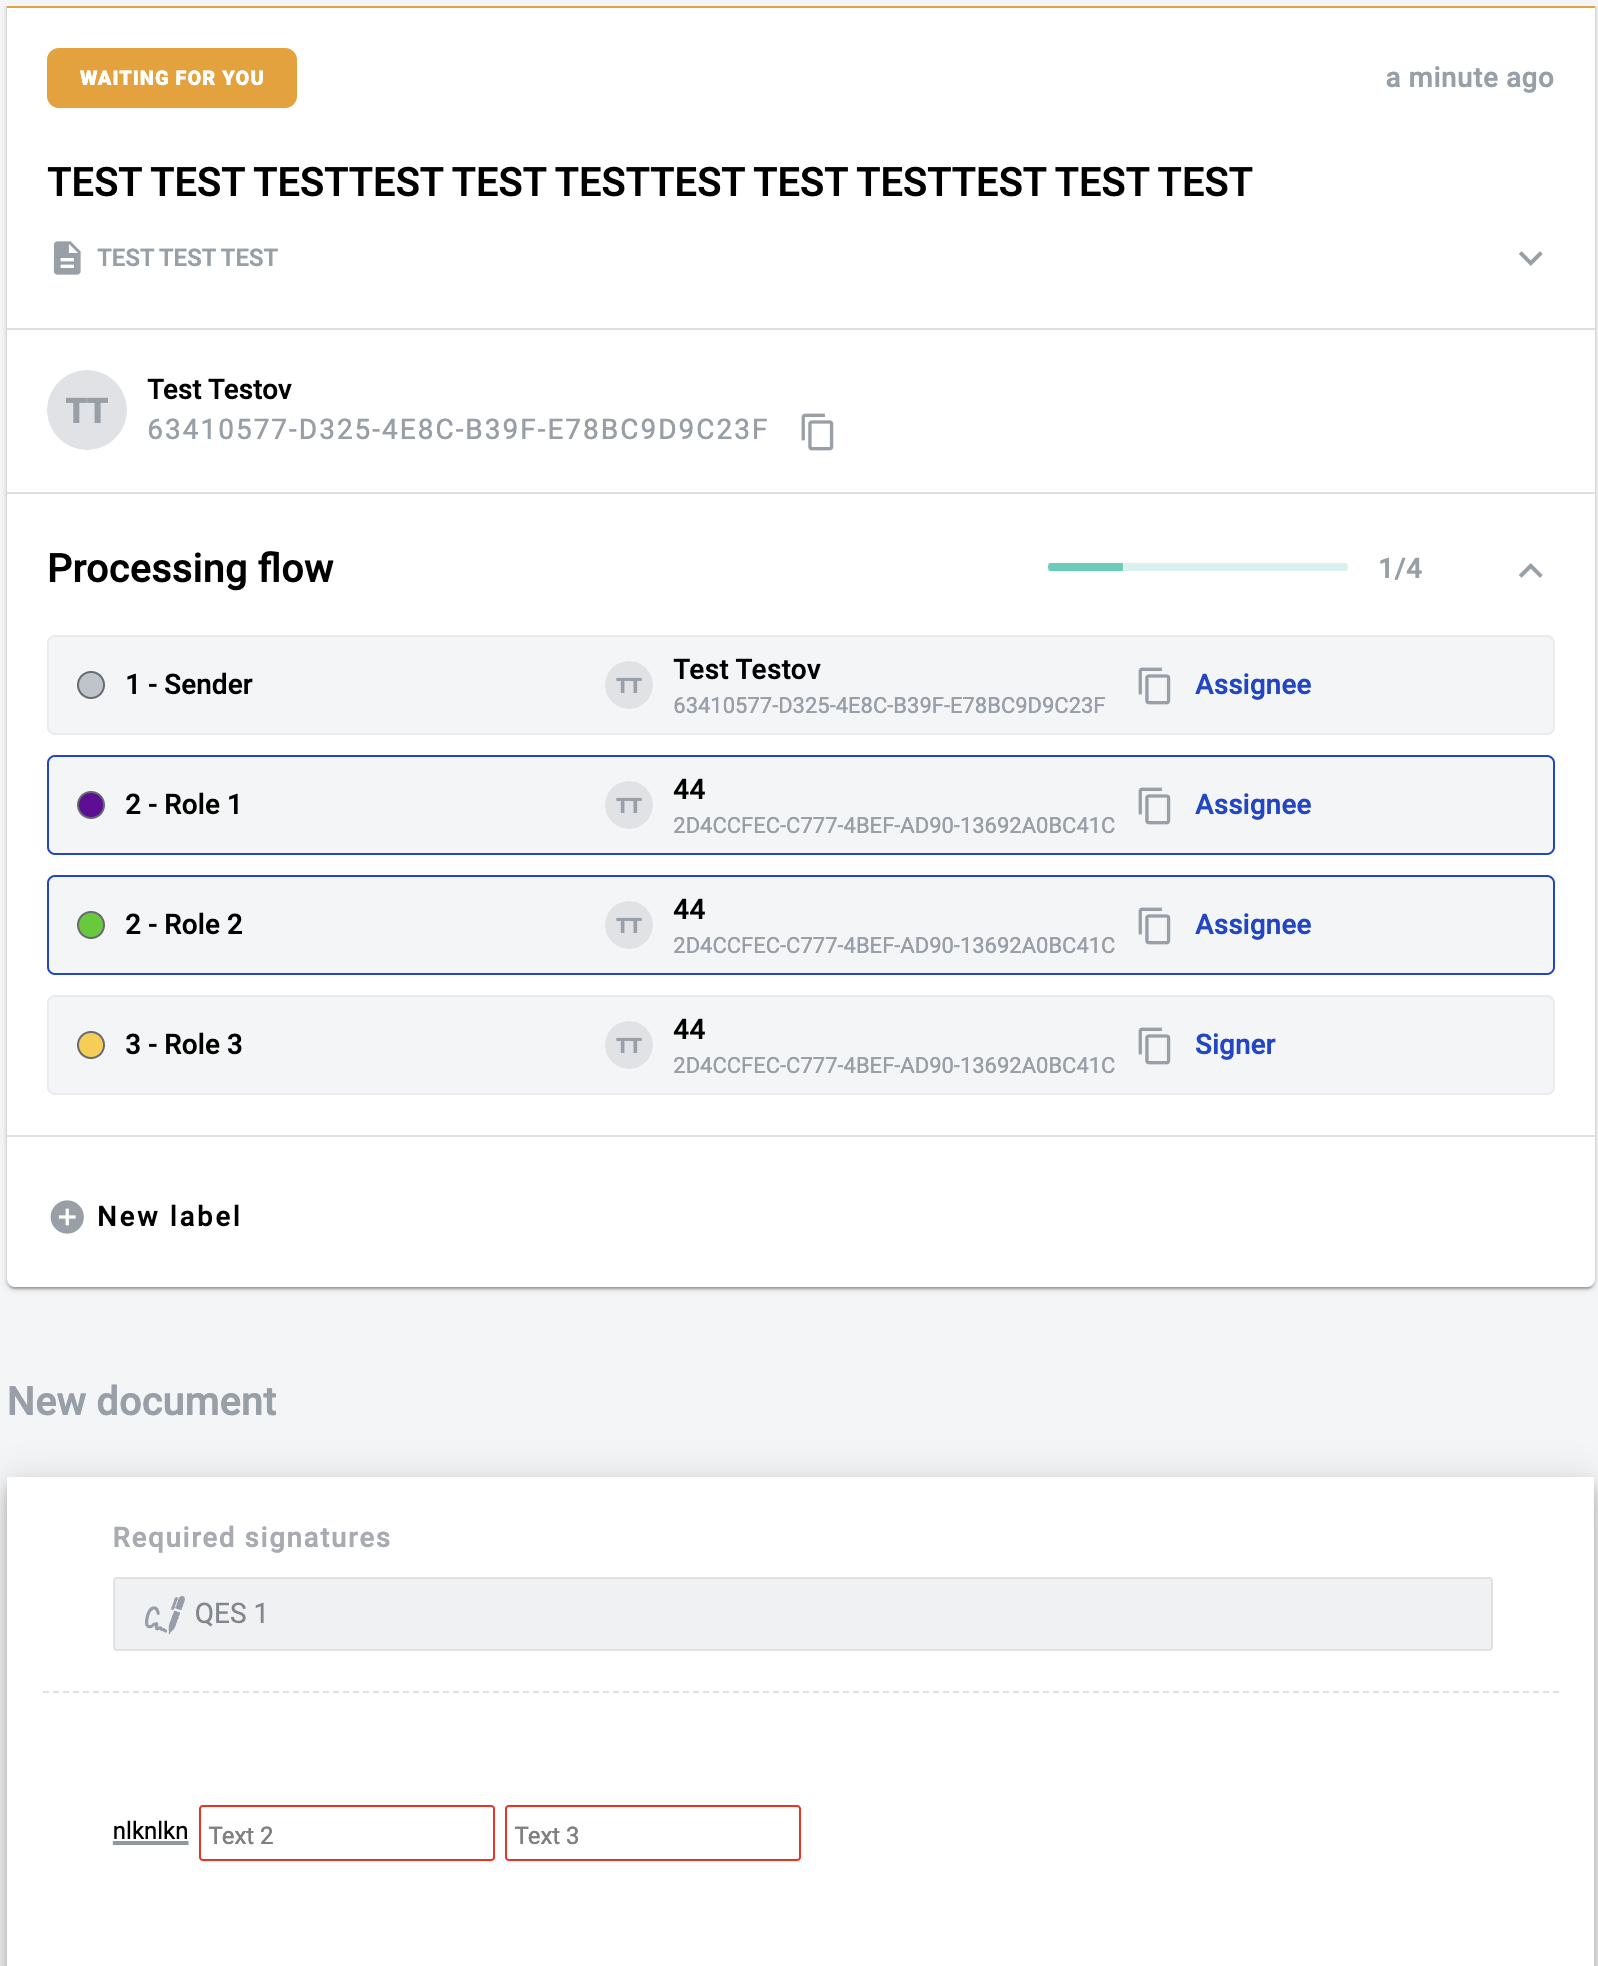 WAITING FOR YOU
a minute ago
TEST TEST TESTTEST TEST TESTTEST TEST TESTTEST TEST TEST
TEST TEST TEST
TT
Test Testov
63410577-D325-4E8C-B39F-E78BC9D9C23F
Processing flow
1/4
1 - Sender
TT
Test Testov
63410577-D325-4E8C-B39F-E78BC9D9C23F
Assignee
2 - Role 1
TT
44
2D4CCFEC-C777-4BEF-AD90-13692A0BC41C
Assignee
2 - Role 2
TT
44
2D4CCFEC-C777-4BEF-AD90-13692A0BC41C
Assignee
3 - Role 3
TT
44
2D4CCFEC-C777-4BEF-AD90-13692A0BC41C
Signer
New label
New document
Required signatures
QES 1
nlknlkn Text 2 Text 3